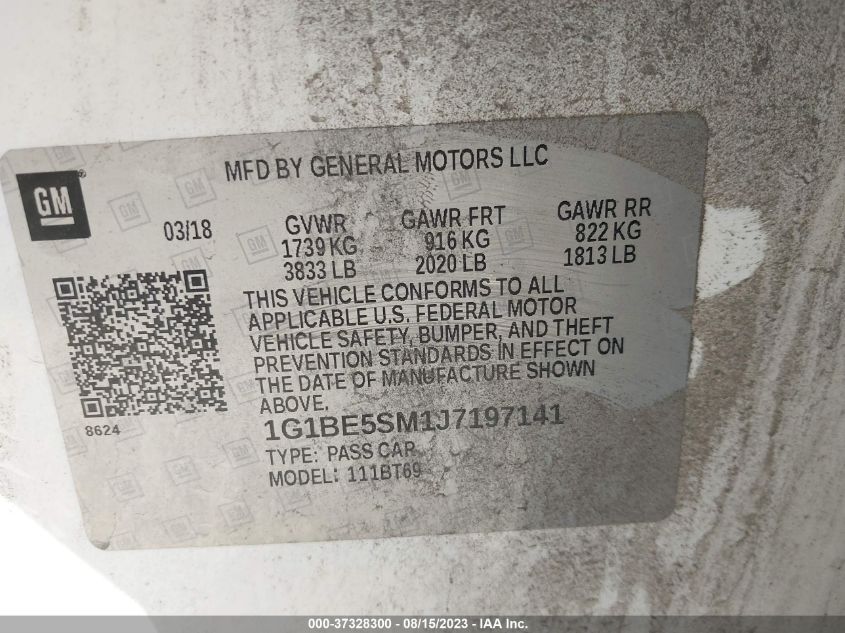 MFD BY GENERAL MOTORS LLC
GM
03/18
GVWR GAWR FRT GAWR RR
1739 KG 916 KG 822 KG
3833 LB 2020 LB 1813 LB
THIS VEHICLE CONFORMS TO ALL
APPLICABLE U.S. FEDERAL MOTOR
VEHICLE SAFETY, BUMPER, AND THEFT
PREVENTION STANDARDS IN EFFECT ON
THE DATE OF MANUFACTURE SHOWN
ABOVE.
8624
1G1BE5SM1J7197141
TYPE: PASS CAR
MODEL: 111BT69
000-37328300 - 08/15/2023 - IAA Inc.